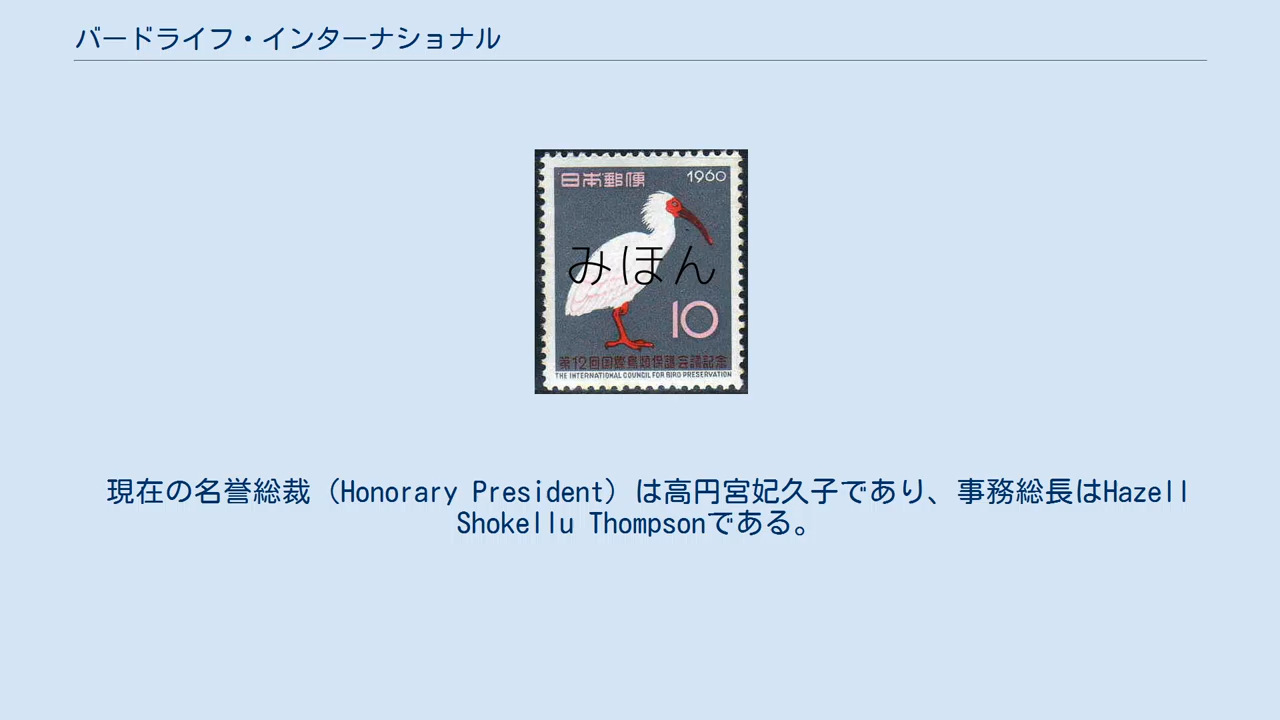 バードライフ・インターナショナル
日本郵便 1960
みほん
10
第12回国際鳥類保護会議記念
THE INTERNATIONAL COUNCIL FOR BIRD PRESERVATION
現在の名誉総裁（Honorary President）は高円宮妃久子であり、事務総長はHazell
Shokellu Thompsonである。